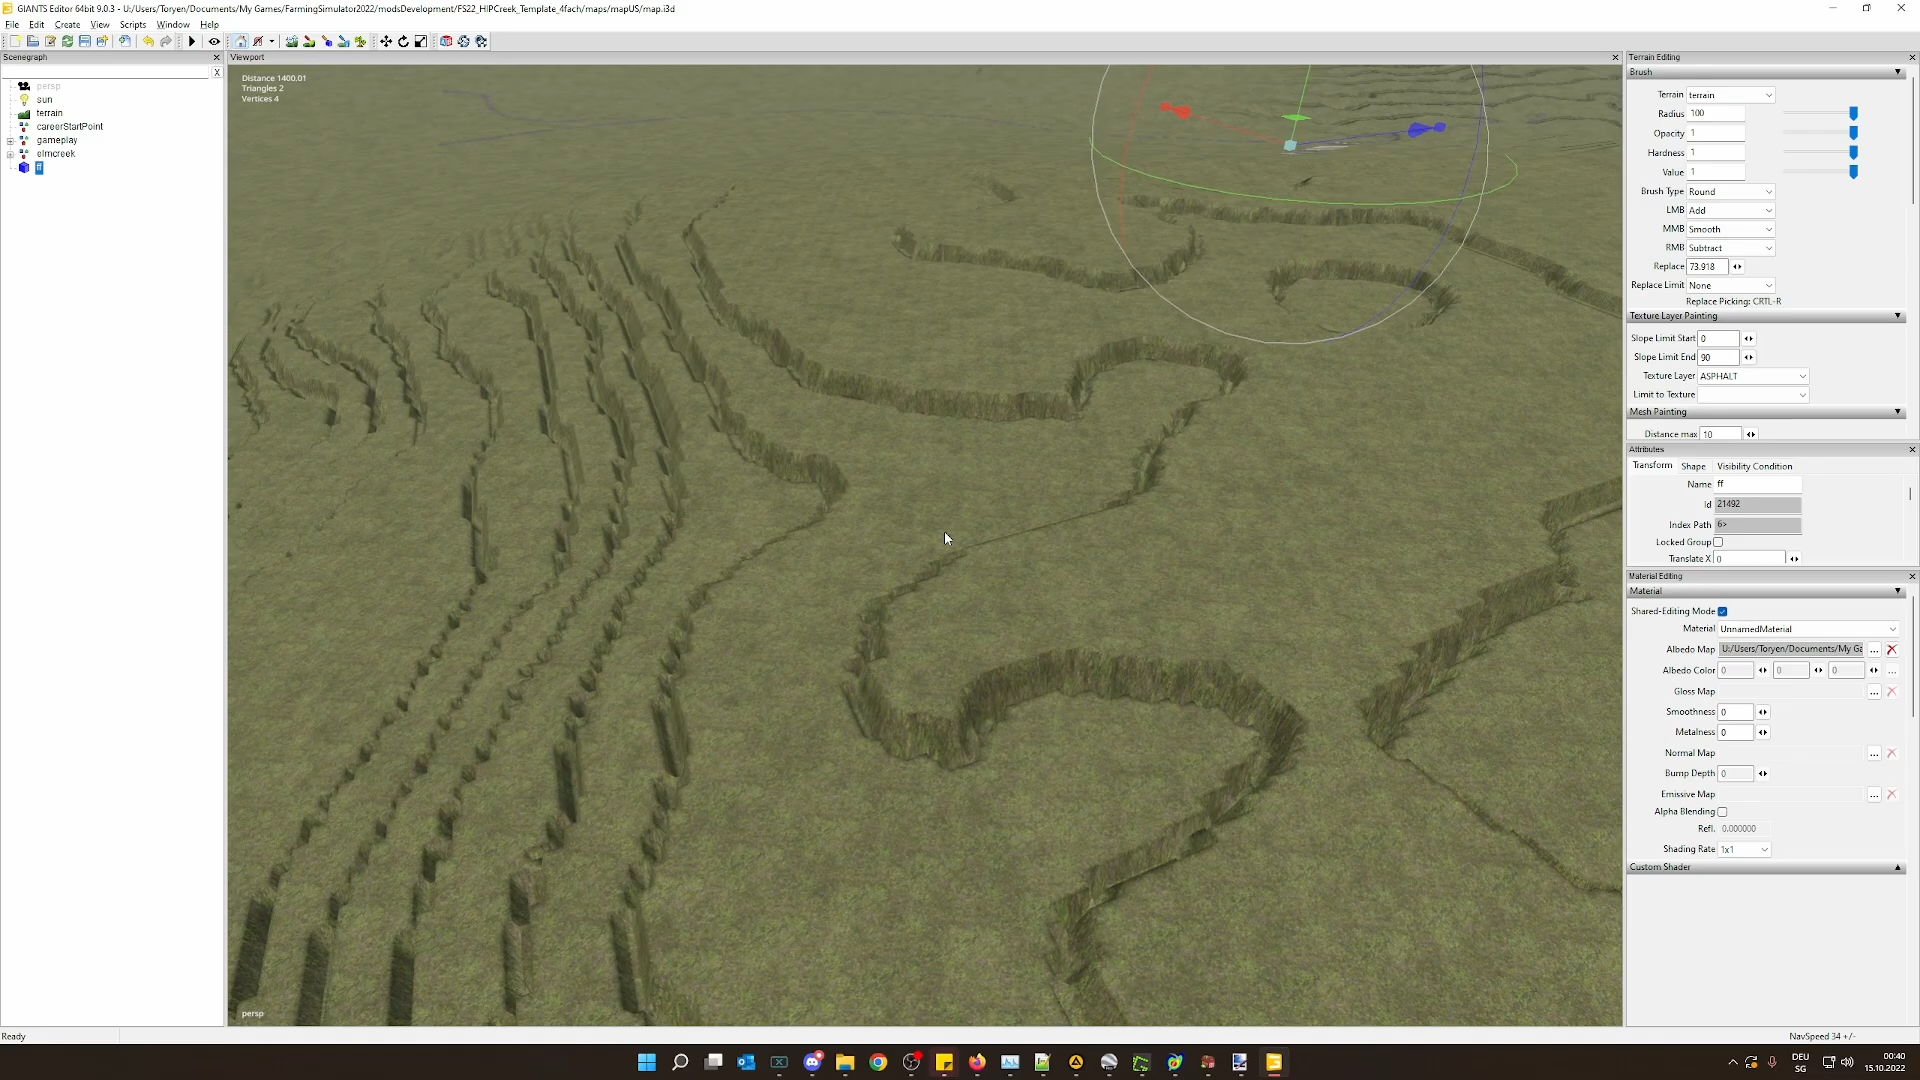 GIANTS Editor 64bit 9.0.3 - U:/Users/Toryen/Documents/My Games/FarmingSimulator2022/modsDevelopment/FS22_HIPCreek_Template_4fach/maps/mapUS/map.i3d
File Edit Create View Scripts Window Help
Scenegraph
X
persp
sun
terrain
careerStartPoint
gameplay
elmcreek
ff
Viewport
Distance 1400.01
Triangles 2
Vertices 4
persp
Terrain Editing
Brush
Terrain terrain
Radius 100
Opacity 1
Hardness 1
Value 1
Brush Type Round
LMB Add
MMB Smooth
RMB Subtract
Replace 73.918
Replace Limit None
Replace Picking: CRTL-R
Texture Layer Painting
Slope Limit Start 0
Slope Limit End 90
Texture Layer ASPHALT
Limit to Texture
Mesh Painting
Distance max 10
Attributes
Transform Shape Visibility Condition
Name ff
Id 21492
Index Path 6>
Locked Group
Translate X 0
Material Editing
Material
Shared-Editing Mode
Material UnnamedMaterial
Albedo Map U:/Users/Toryen/Documents/My Ga ...
Albedo Color 0 0 0 ...
Gloss Map ...
Smoothness 0
Metalness 0
Normal Map ...
Bump Depth 0
Emissive Map ...
Alpha Blending
Refl. 0.000000
Shading Rate 1x1
Custom Shader
Ready
NavSpeed 34 +/-
DEU
SG
00:40
15.10.2022